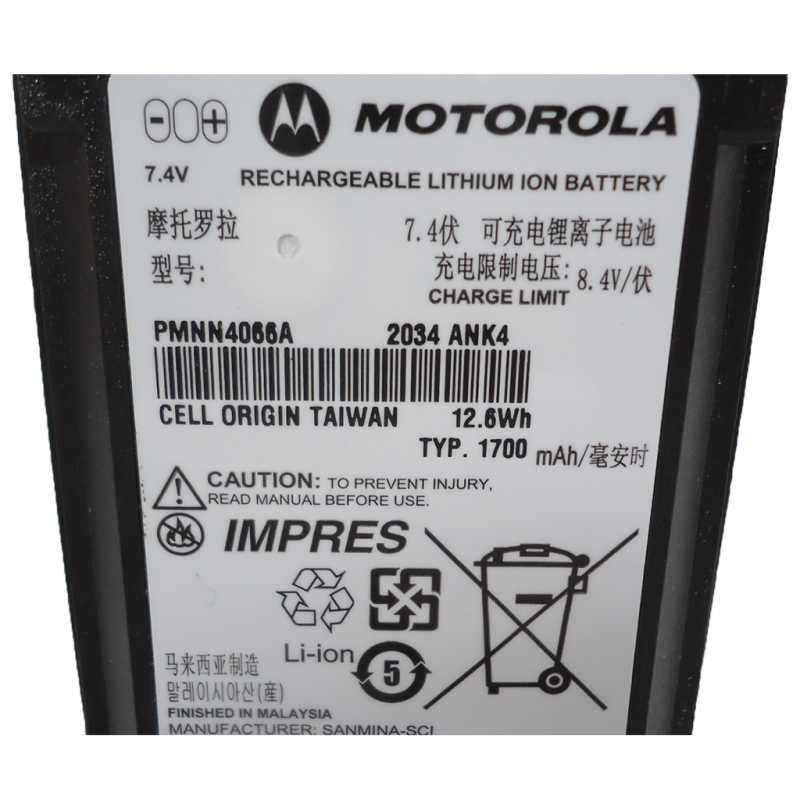 MOTOROLA
7.4V
RECHARGEABLE LITHIUM ION BATTERY
摩托罗拉 7.4伏 可充电锂离子电池
型号: 充电限制电压: 8.4V/伏
CHARGE LIMIT
PMNN4066A 2034 ANK4
CELL ORIGIN TAIWAN 12.6Wh
TYP. 1700 mAh/毫安时
CAUTION: TO PREVENT INJURY,
READ MANUAL BEFORE USE.
IMPRES
Li-ion 5
马来西亚制造
말레이시아산(産)
FINISHED IN MALAYSIA
MANUFACTURER: SANMINA-SCI